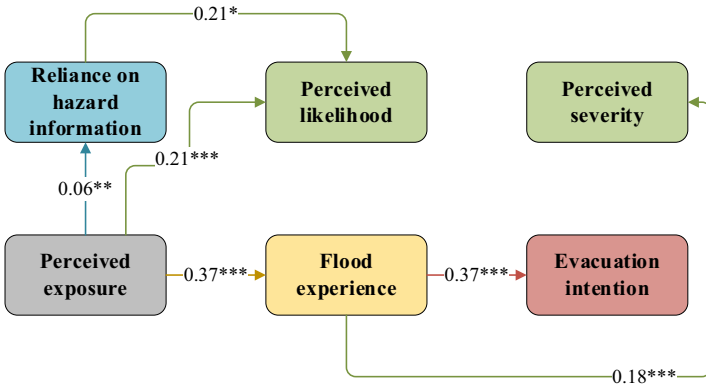 0.21*
Reliance on
hazard
information
Perceived
likelihood
Perceived
severity
0.21***
0.06**
Perceived
exposure
0.37***
Flood
experience
0.37***
Evacuation
intention
0.18***